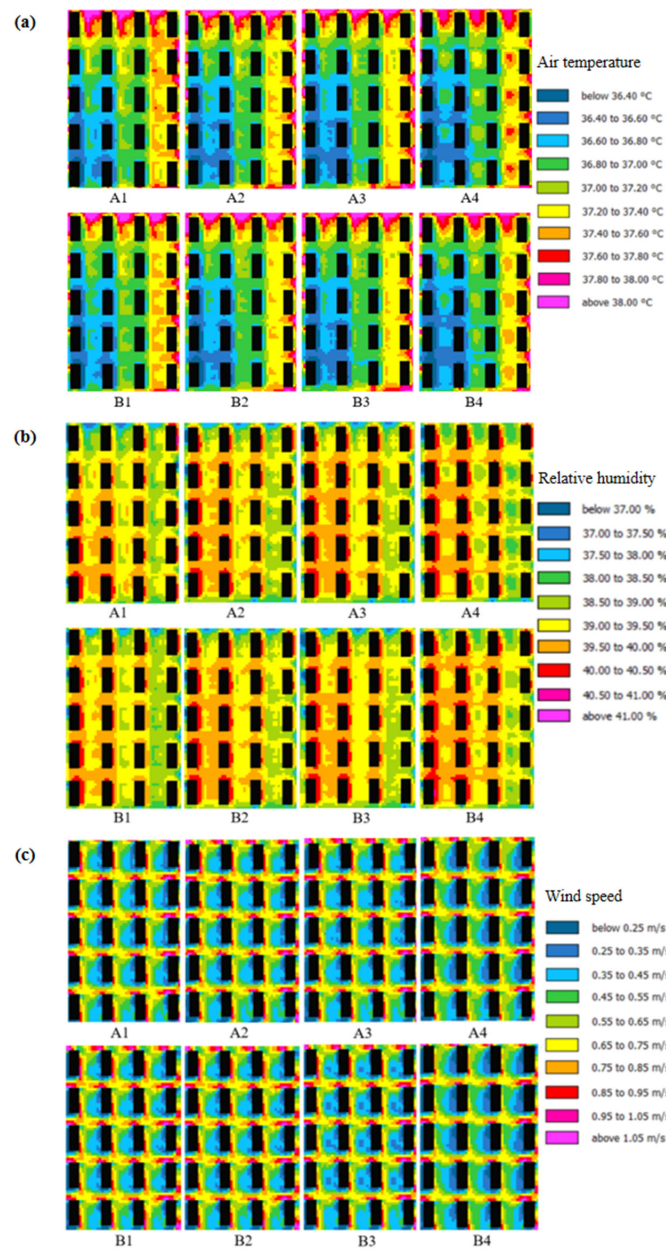 (a)
Air temperature
below 36.40 °C
36.40 to 36.60 °C
36.60 to 36.80 °C
36.80 to 37.00 °C
37.00 to 37.20 °C
37.20 to 37.40 °C
37.40 to 37.60 °C
37.60 to 37.80 °C
37.80 to 38.00 °C
above 38.00 °C
A1 A2 A3 A4
B1 B2 B3 B4
(b)
Relative humidity
below 37.00 %
37.00 to 37.50 %
37.50 to 38.00 %
38.00 to 38.50 %
38.50 to 39.00 %
39.00 to 39.50 %
39.50 to 40.00 %
40.00 to 40.50 %
40.50 to 41.00 %
above 41.00 %
A1 A2 A3 A4
B1 B2 B3 B4
(c)
Wind speed
below 0.25 m/s
0.25 to 0.35 m/s
0.35 to 0.45 m/s
0.45 to 0.55 m/s
0.55 to 0.65 m/s
0.65 to 0.75 m/s
0.75 to 0.85 m/s
0.85 to 0.95 m/s
0.95 to 1.05 m/s
above 1.05 m/s
A1 A2 A3 A4
B1 B2 B3 B4